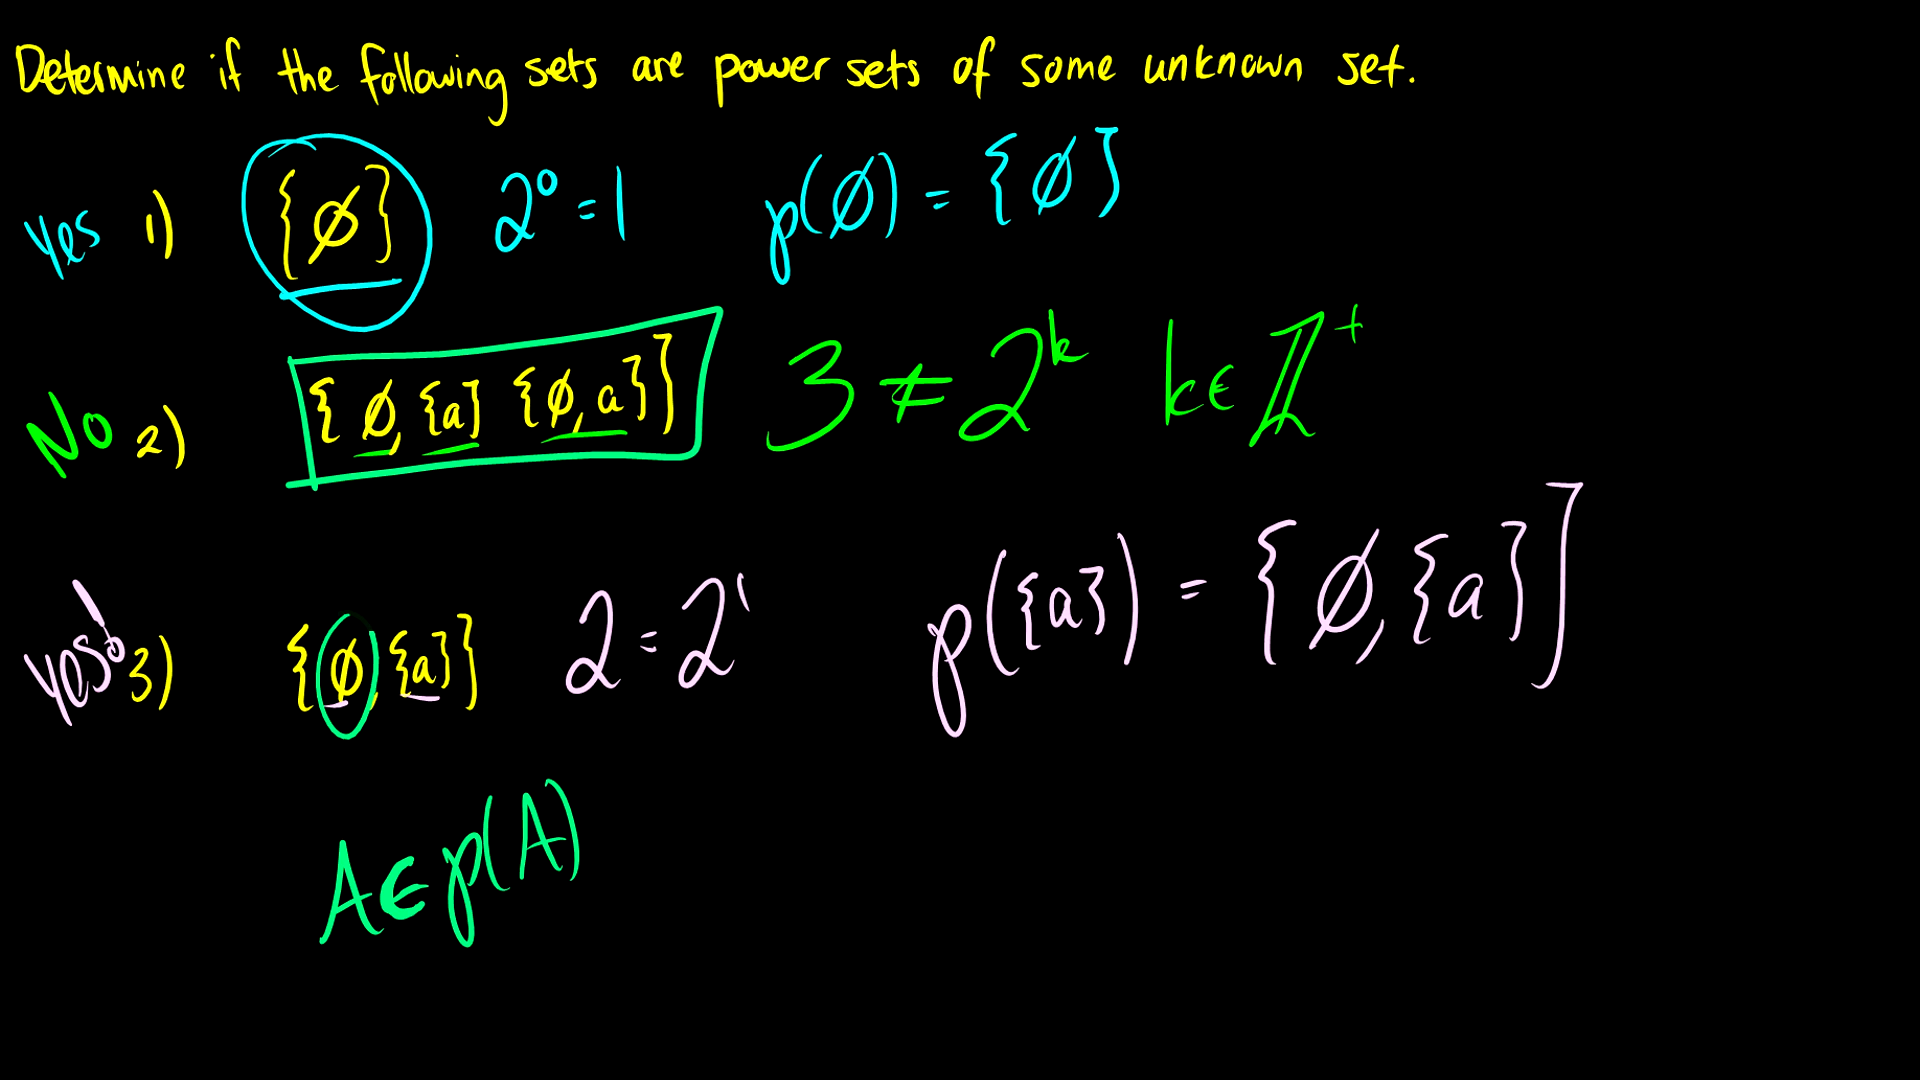 Determine if the following sets are power sets of some unknown set.
Yes 1) {∅} 2⁰ = 1 p(∅) = {∅}
No 2) {∅, {a} {∅, a}} 3 ≠ 2ᵏ k ∈ ℤ⁺
Yes! 3) {∅, {a}} 2 = 2¹ p({a}) = {∅, {a}}
A ∈ p(A)